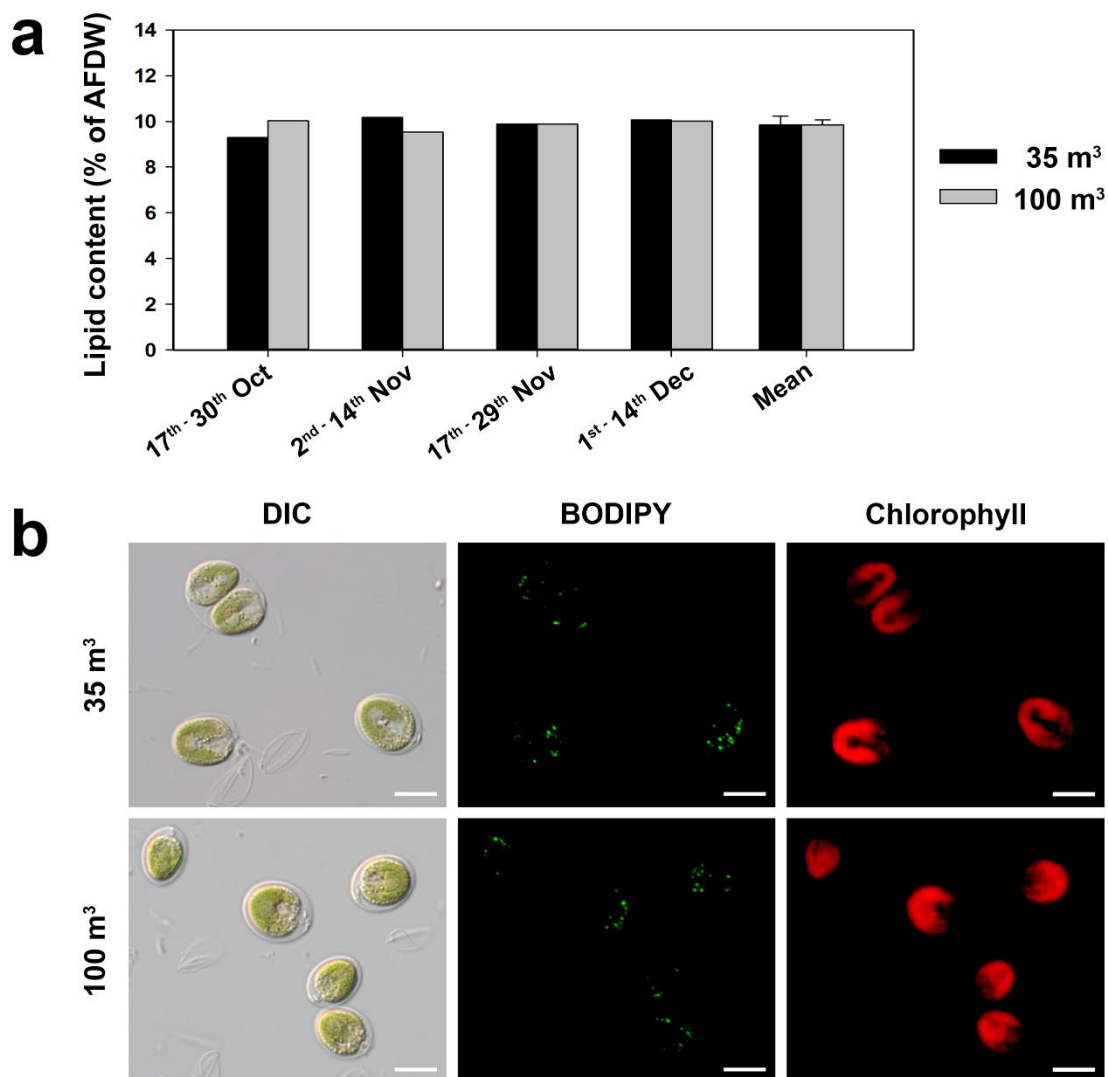 a
Lipid content (% of AFDW)
14
12
10
8
6
4
2
0
17th - 30th Oct
2nd - 14th Nov
17th - 29th Nov
1st - 14th Dec
Mean
35 m³
100 m³
b
DIC
BODIPY
Chlorophyll
35 m³
100 m³